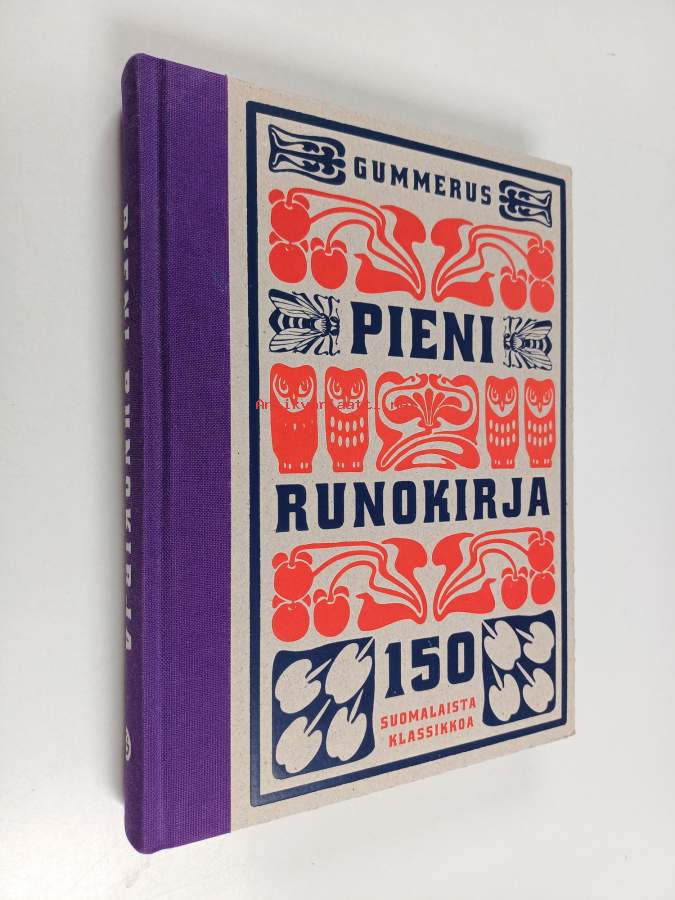 GUMMERUS
PIENI
RUNOKIRJA
150
SUOMALAISTA
KLASSIKKOA
PIENI RUNOKIRJA